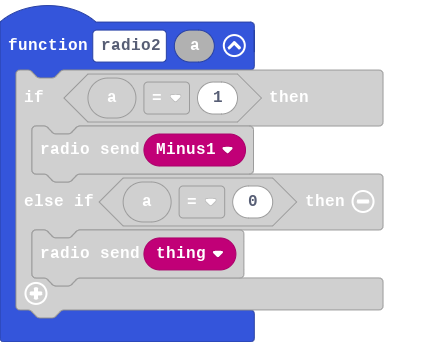 function radio2 a
if a = 1 then
radio send Minus1
else if a = 0 then
radio send thing